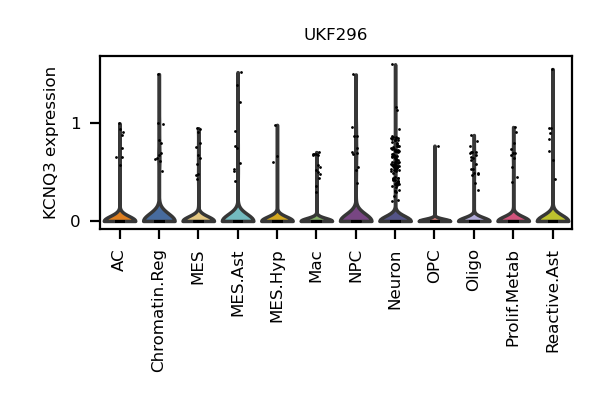 UKF296
KCNQ3 expression
1
0
AC
Chromatin.Reg
MES
MES.Ast
MES.Hyp
Mac
NPC
Neuron
OPC
Oligo
Prolif.Metab
Reactive.Ast